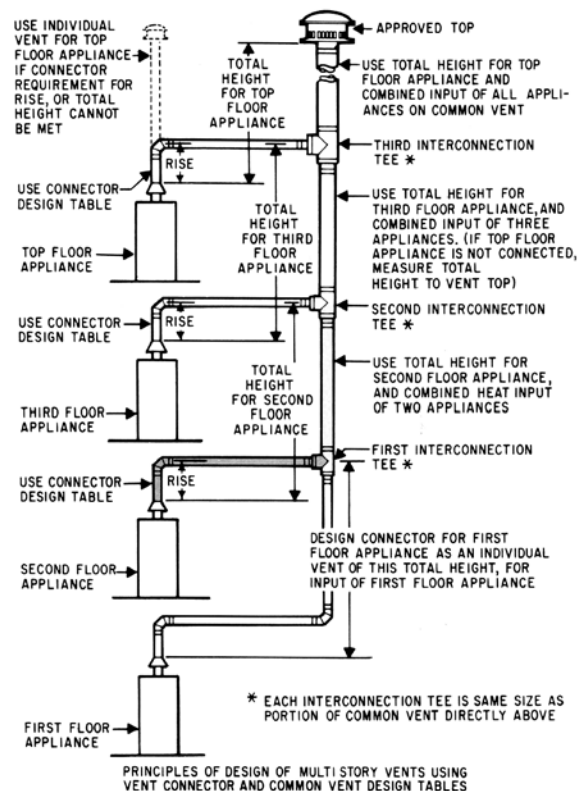 USE INDIVIDUAL
VENT FOR TOP
FLOOR APPLIANCE
IF CONNECTOR
REQUIREMENT FOR
RISE, OR TOTAL
HEIGHT CANNOT
BE MET
TOTAL
HEIGHT
FOR TOP
FLOOR
APPLIANCE
APPROVED TOP
USE TOTAL HEIGHT FOR TOP
FLOOR APPLIANCE AND
COMBINED INPUT OF ALL APPLI-
ANCES ON COMMON VENT
RISE
THIRD INTERCONNECTION
TEE *
USE CONNECTOR
DESIGN TABLE
TOP FLOOR
APPLIANCE
TOTAL
HEIGHT
FOR THIRD
FLOOR
APPLIANCE
USE TOTAL HEIGHT FOR
THIRD FLOOR APPLIANCE, AND
COMBINED INPUT OF THREE
APPLIANCES. (IF TOP FLOOR
APPLIANCE IS NOT CONNECTED,
MEASURE TOTAL
HEIGHT TO VENT TOP)
RISE
SECOND INTERCONNECTION
TEE *
USE CONNECTOR
DESIGN TABLE
THIRD FLOOR
APPLIANCE
TOTAL
HEIGHT
FOR SECOND
FLOOR
APPLIANCE
USE TOTAL HEIGHT FOR
SECOND FLOOR APPLIANCE,
AND COMBINED HEAT INPUT
OF TWO APPLIANCES
RISE
FIRST INTERCONNECTION
TEE *
USE CONNECTOR
DESIGN TABLE
SECOND FLOOR
APPLIANCE
DESIGN CONNECTOR FOR FIRST
FLOOR APPLIANCE AS AN INDIVIDUAL
VENT OF THIS TOTAL HEIGHT, FOR
INPUT OF FIRST FLOOR APPLIANCE
FIRST FLOOR
APPLIANCE
* EACH INTERCONNECTION TEE IS SAME SIZE AS
PORTION OF COMMON VENT DIRECTLY ABOVE
PRINCIPLES OF DESIGN OF MULTI STORY VENTS USING
VENT CONNECTOR AND COMMON VENT DESIGN TABLES